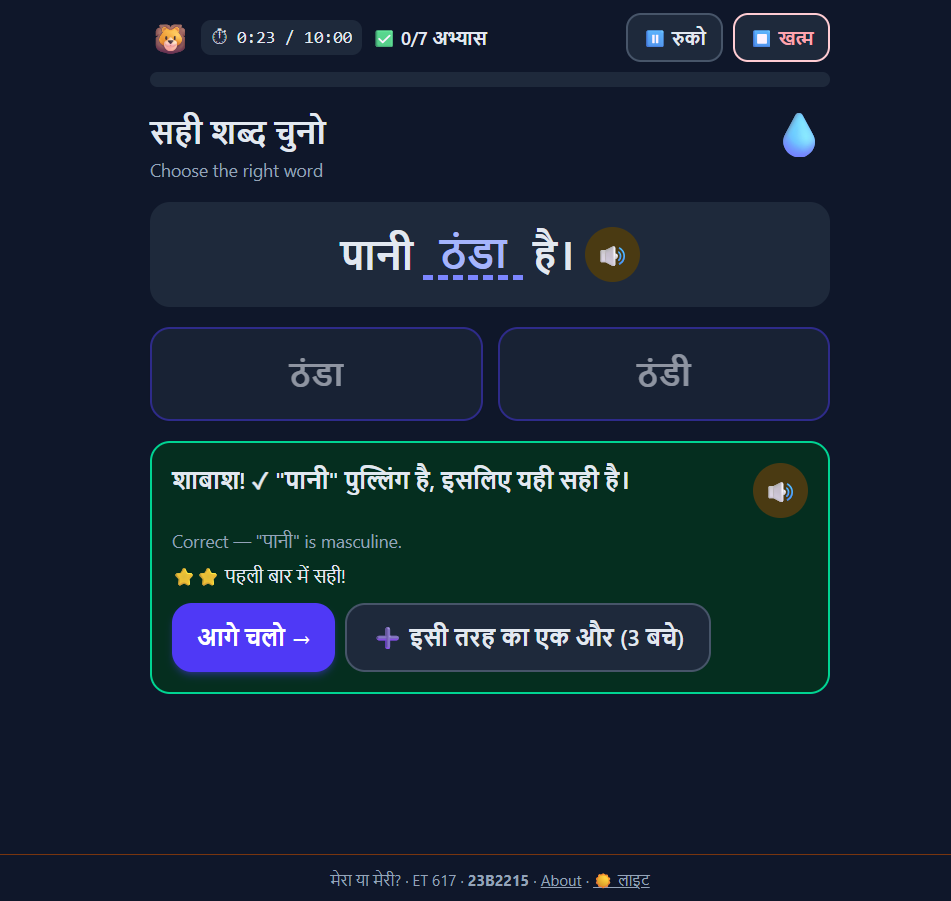 0:23 / 10:00 0/7 अभ्यास रुको खत्म
सही शब्द चुनो
Choose the right word
पानी ठंडा है।
ठंडा ठंडी
शाबाश! ✓ "पानी" पुल्लिंग है, इसलिए यही सही है।
Correct — "पानी" is masculine.
पहली बार में सही!
आगे चलो → ➕ इसी तरह का एक और (3 बचे)
मेरा या मेरी? · ET 617 · 23B2215 · About · लाइट